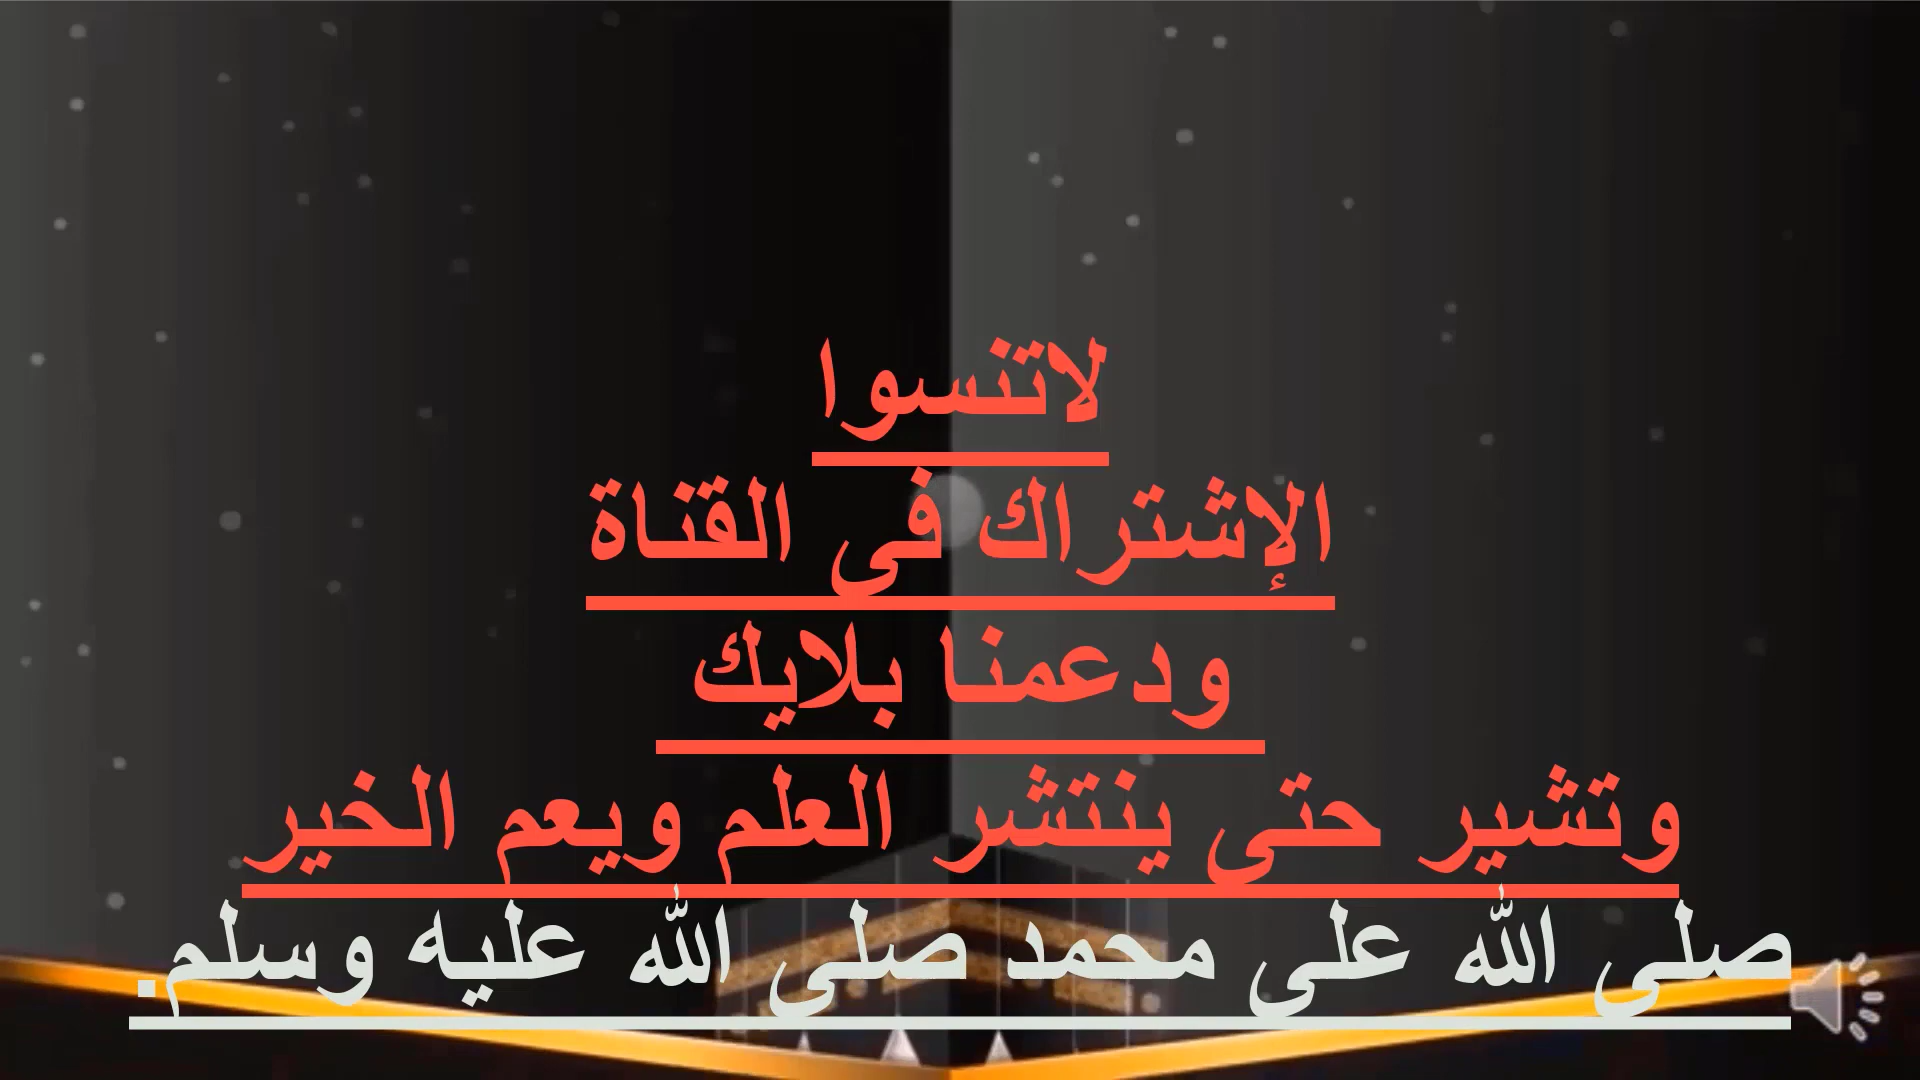 لاتنسوا
الإشتراك في القناة
ودعمنا بلايك
وتشير حتى ينتشر العلم ويعم الخير
صلى الله على محمد صلى الله عليه وسلم.